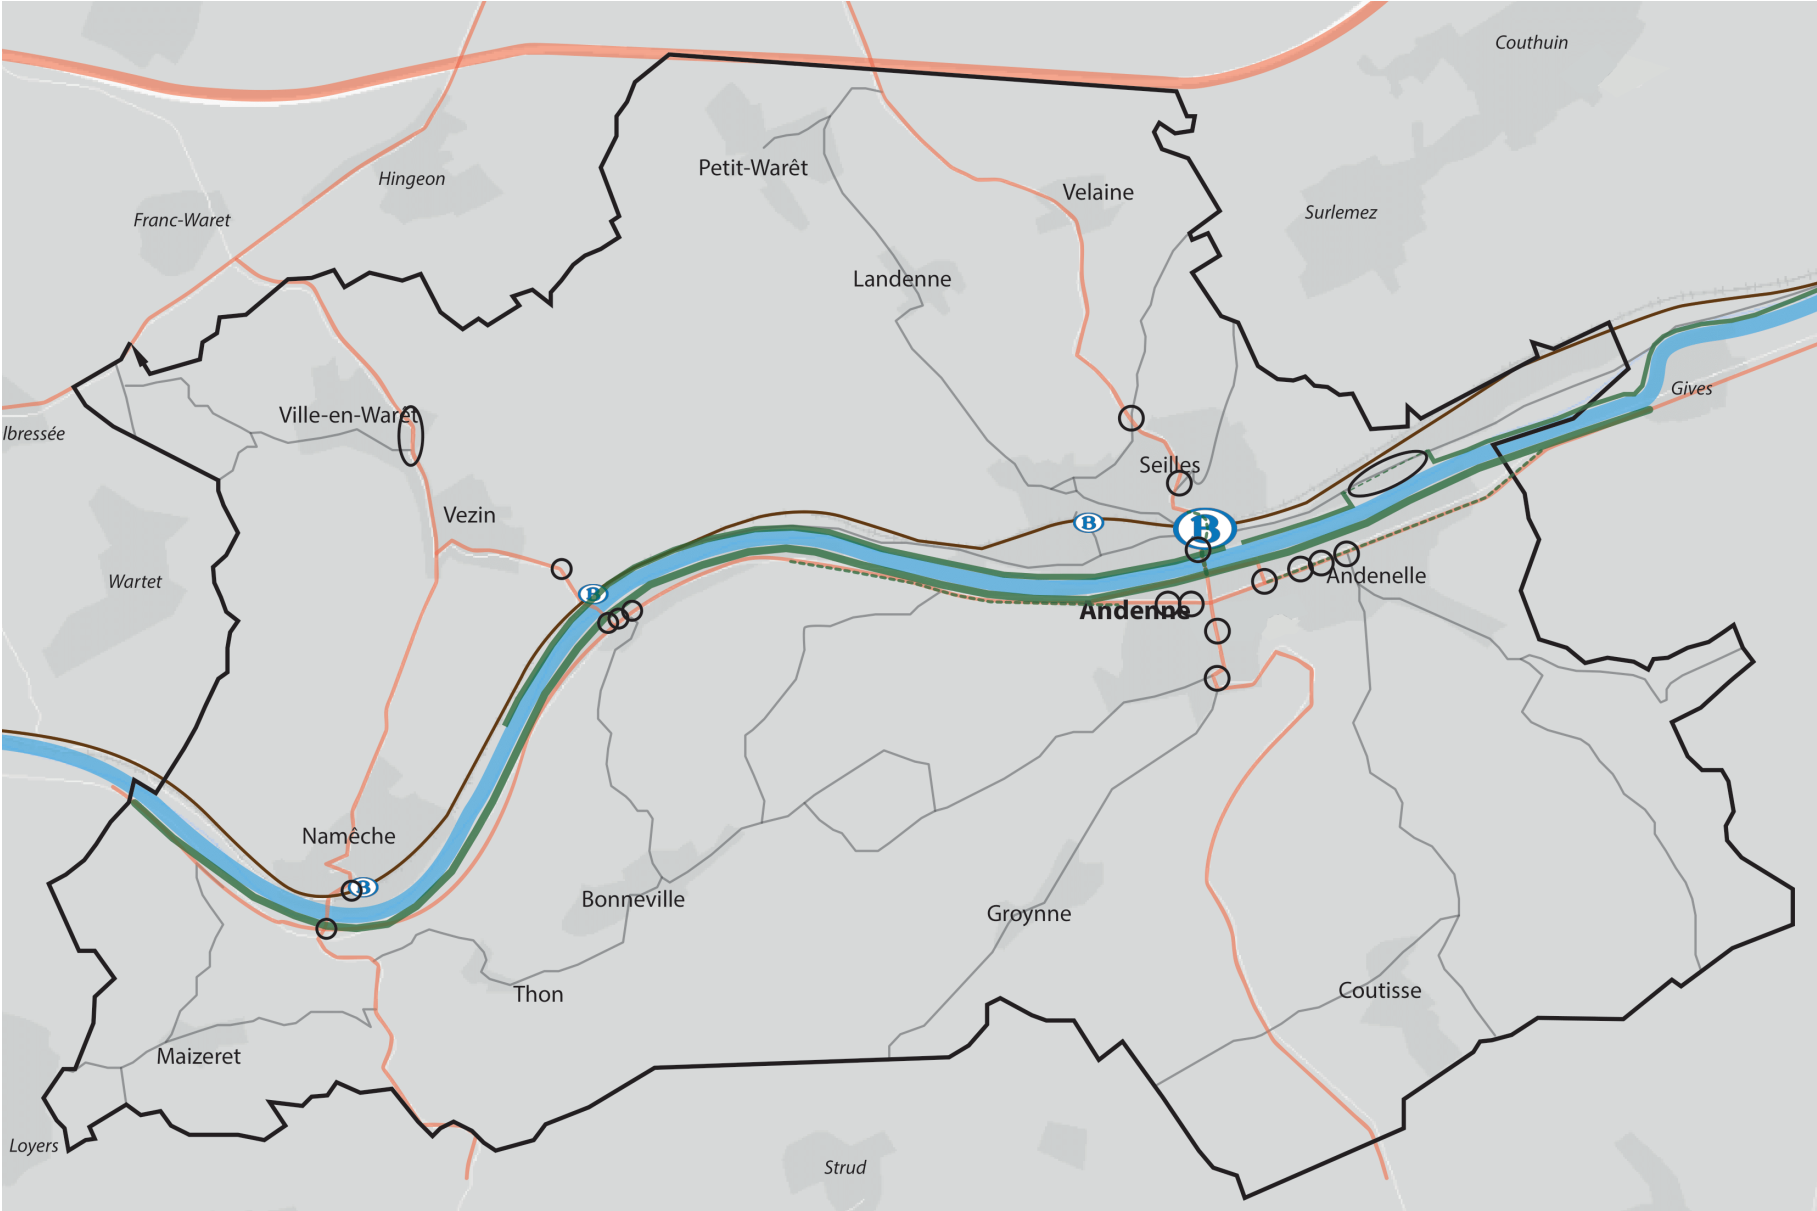 Couthuin
Petit-Warêt
Hingeon
Velaine
Franc-Waret
Surlemez
Landenne
Gives
Ville-en-Warêt
lbressée
Seilles
Vezin
B
B
Wartet
Andenelle
B
Andenne
Namêche
B
Bonneville
Groynne
Thon
Coutisse
Maizeret
Loyers
Strud